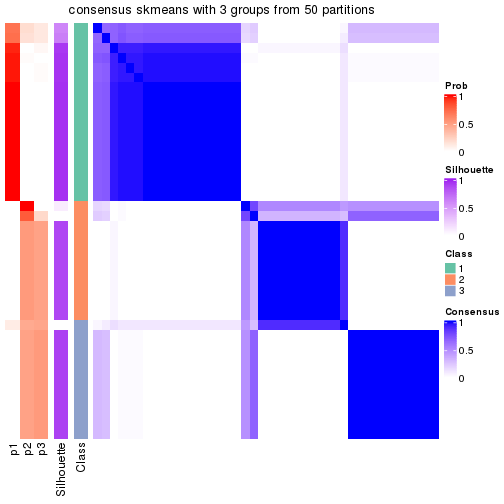 consensus skmeans with 3 groups from 50 partitions
Prob
1
0.5
0
Silhouette
1
0.5
0
Class
1
2
3
Consensus
1
0.5
0
p1
p2
p3
Silhouette
Class